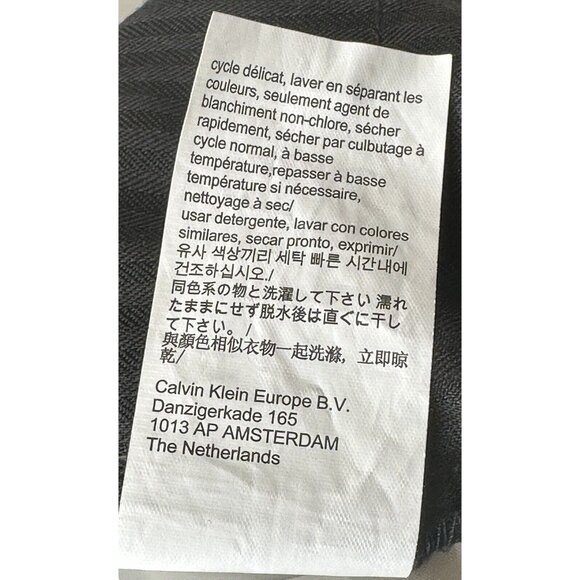 cycle délicat, laver en séparant les
couleurs, seulement agent de
blanchiment non-chlore, sécher
rapidement, sécher par culbutage à
cycle normal, à basse
température,repasser à basse
température si nécessaire,
nettoyage à sec/
usar detergente, lavar con colores
similares, secar pronto, exprimir/
유사 색상끼리 세탁 빠른 시간내에
건조하십시오./
同色系の物と洗濯して下さい 濡れ
たままにせず脱水後は直ぐに干し
て下さい。/
與顏色相似衣物一起洗滌，立即晾
乾/
Calvin Klein Europe B.V.
Danzigerkade 165
1013 AP AMSTERDAM
The Netherlands